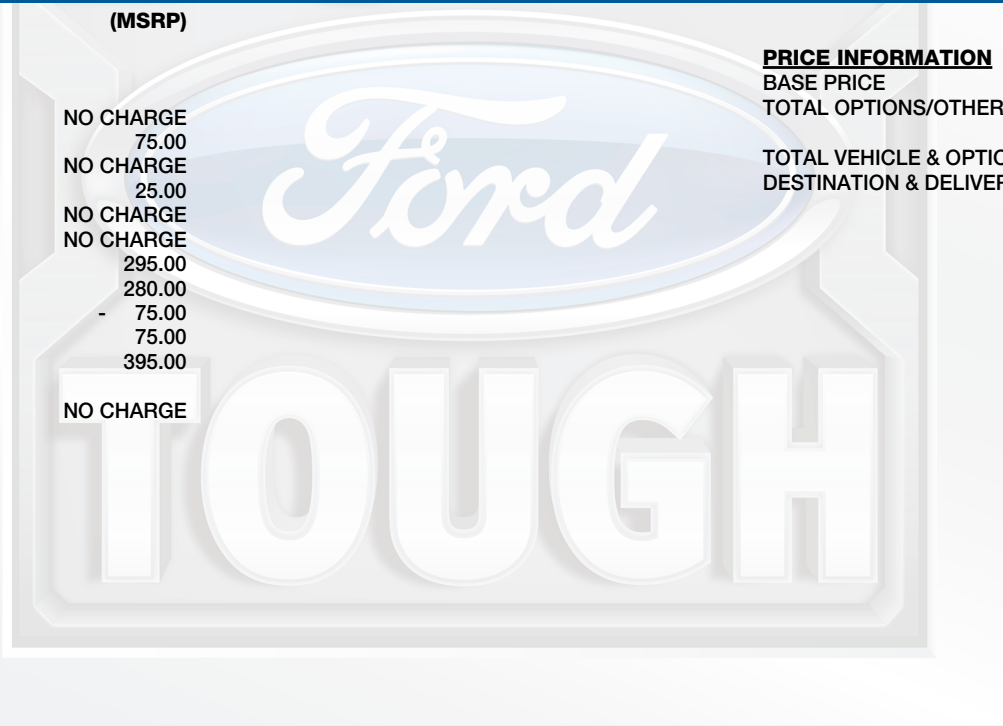 (MSRP)
NO CHARGE
75.00
NO CHARGE
25.00
NO CHARGE
NO CHARGE
295.00
280.00
- 75.00
75.00
395.00
NO CHARGE
PRICE INFORMATION
BASE PRICE
TOTAL OPTIONS/OTHER
TOTAL VEHICLE & OPTIO
DESTINATION & DELIVER
Ford
TOUGH